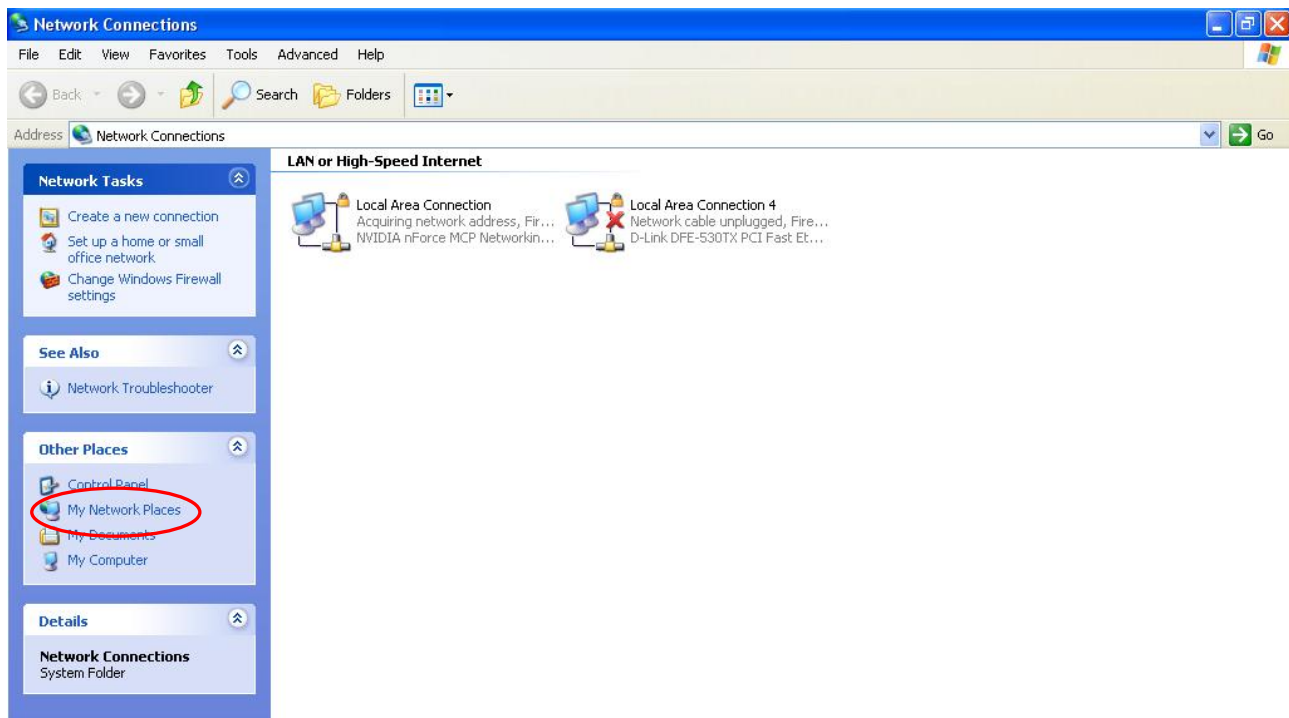 Network Connections
File Edit View Favorites Tools Advanced Help
Back Search Folders
Address Network Connections Go
Network Tasks
Create a new connection
Set up a home or small
office network
Change Windows Firewall
settings
See Also
Network Troubleshooter
Other Places
Control Panel
My Network Places
My Documents
My Computer
Details
Network Connections
System Folder
LAN or High-Speed Internet
Local Area Connection
Acquiring network address, Fir...
NVIDIA nForce MCP Networkin...
Local Area Connection 4
Network cable unplugged, Fire...
D-Link DFE-530TX PCI Fast Et...